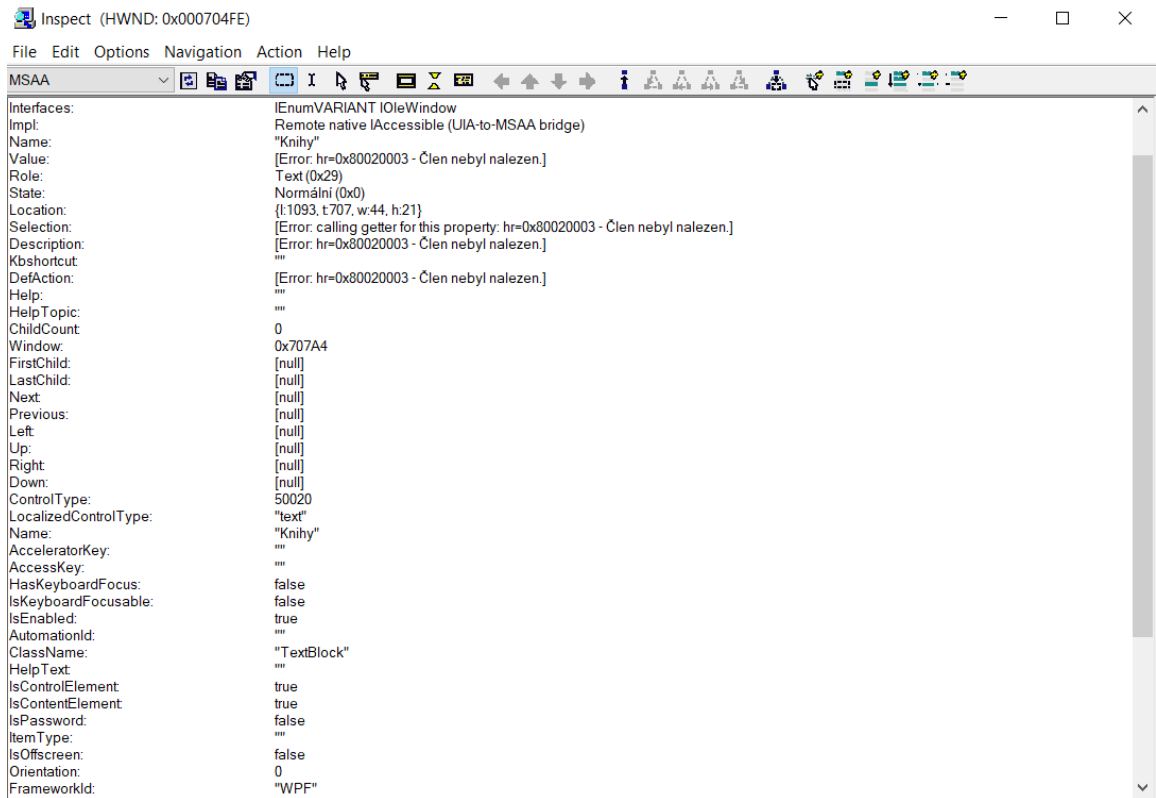 Inspect (HWND: 0x000704FE)
File Edit Options Navigation Action Help
MSAA
Interfaces: IEnumVARIANT IOleWindow
Impl: Remote native IAccessible (UIA-to-MSAA bridge)
Name: "Knihy"
Value: [Error: hr=0x80020003 - Člen nebyl nalezen.]
Role: Text (0x29)
State: Normální (0x0)
Location: {l:1093, t:707, w:44, h:21}
Selection: [Error: calling getter for this property: hr=0x80020003 - Člen nebyl nalezen.]
Description: [Error: hr=0x80020003 - Člen nebyl nalezen.]
Kbshortcut: ""
DefAction: [Error: hr=0x80020003 - Člen nebyl nalezen.]
Help: ""
HelpTopic: ""
ChildCount: 0
Window: 0x707A4
FirstChild: [null]
LastChild: [null]
Next: [null]
Previous: [null]
Left: [null]
Up: [null]
Right: [null]
Down: [null]
ControlType: 50020
LocalizedControlType: "text"
Name: "Knihy"
AcceleratorKey: ""
AccessKey: ""
HasKeyboardFocus: false
IsKeyboardFocusable: false
IsEnabled: true
AutomationId: ""
ClassName: "TextBlock"
HelpText: ""
IsControlElement: true
IsContentElement: true
IsPassword: false
ItemType: ""
IsOffscreen: false
Orientation: 0
FrameworkId: "WPF"